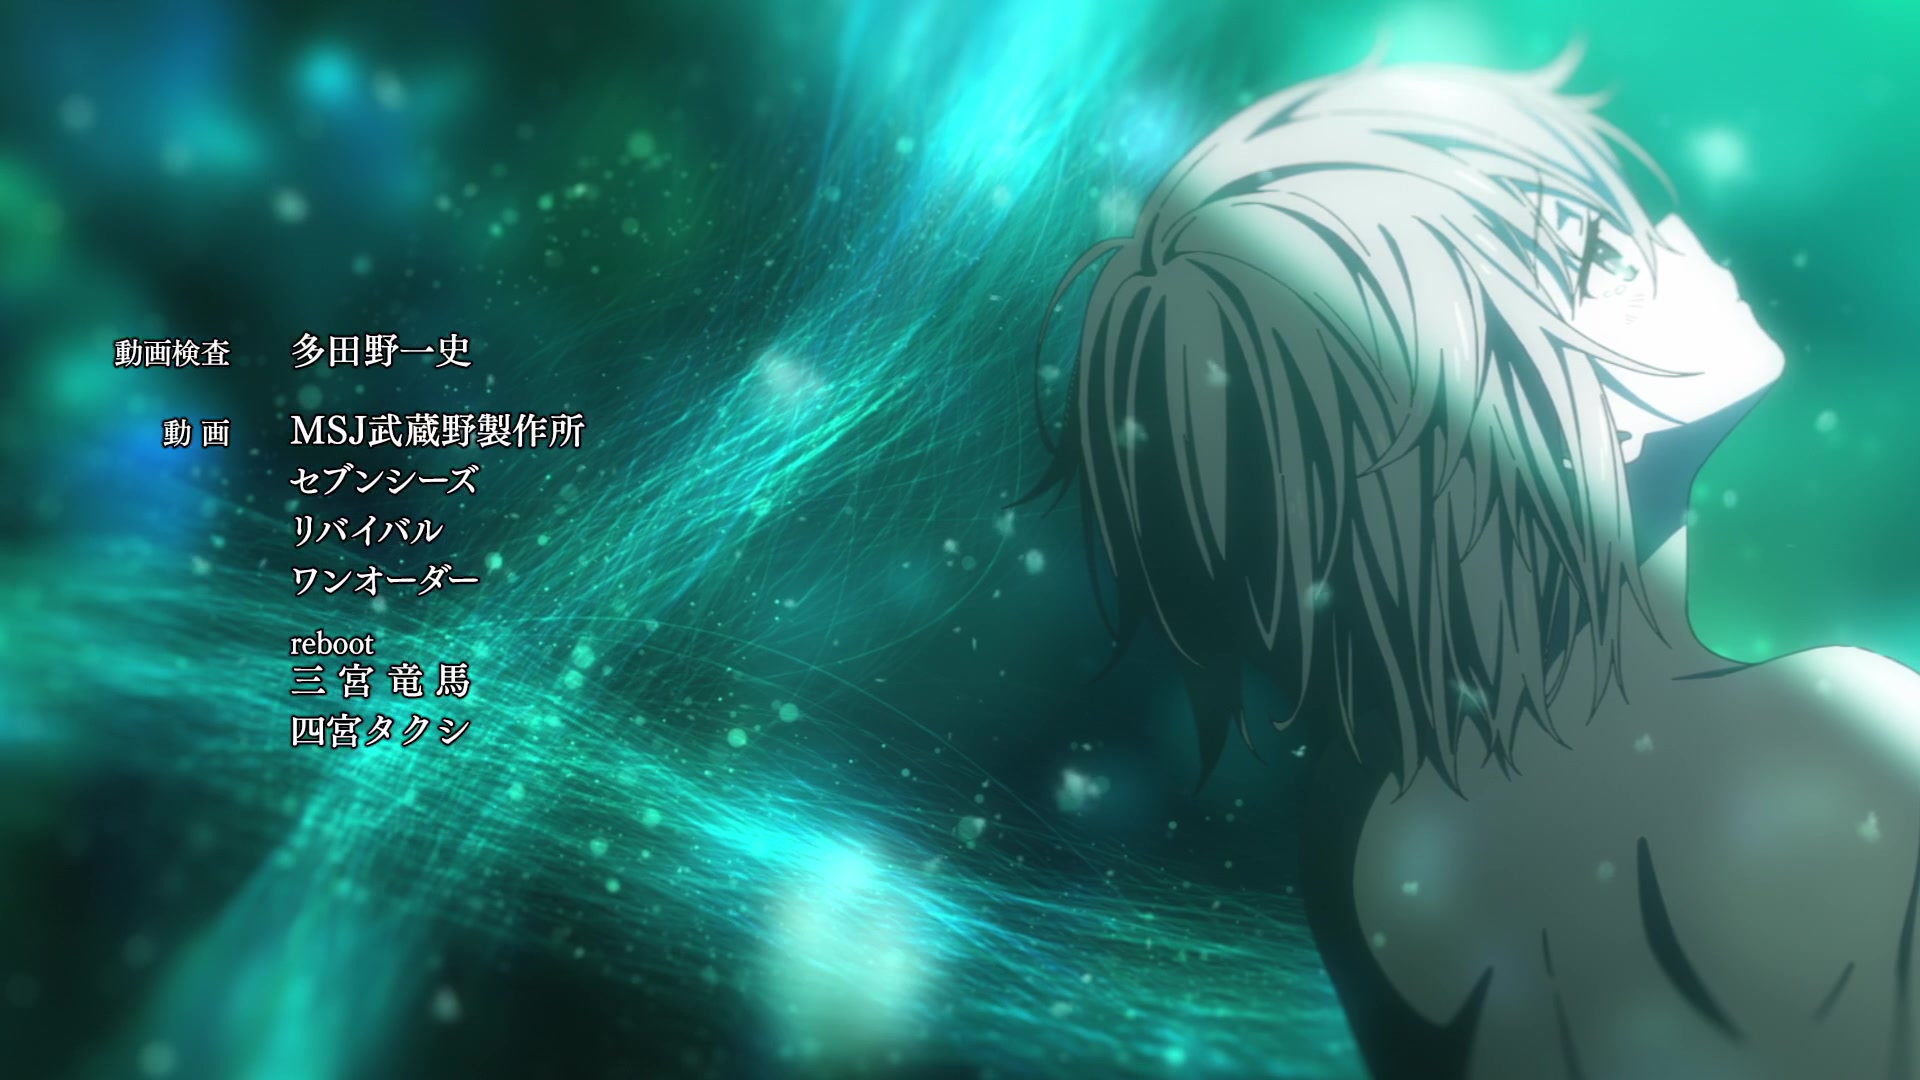 動画検査 多田野一史
動画 MSJ武蔵野製作所
セブンシーズ
リバイバル
ワンオーダー
reboot
三宮竜馬
四宮タクシ